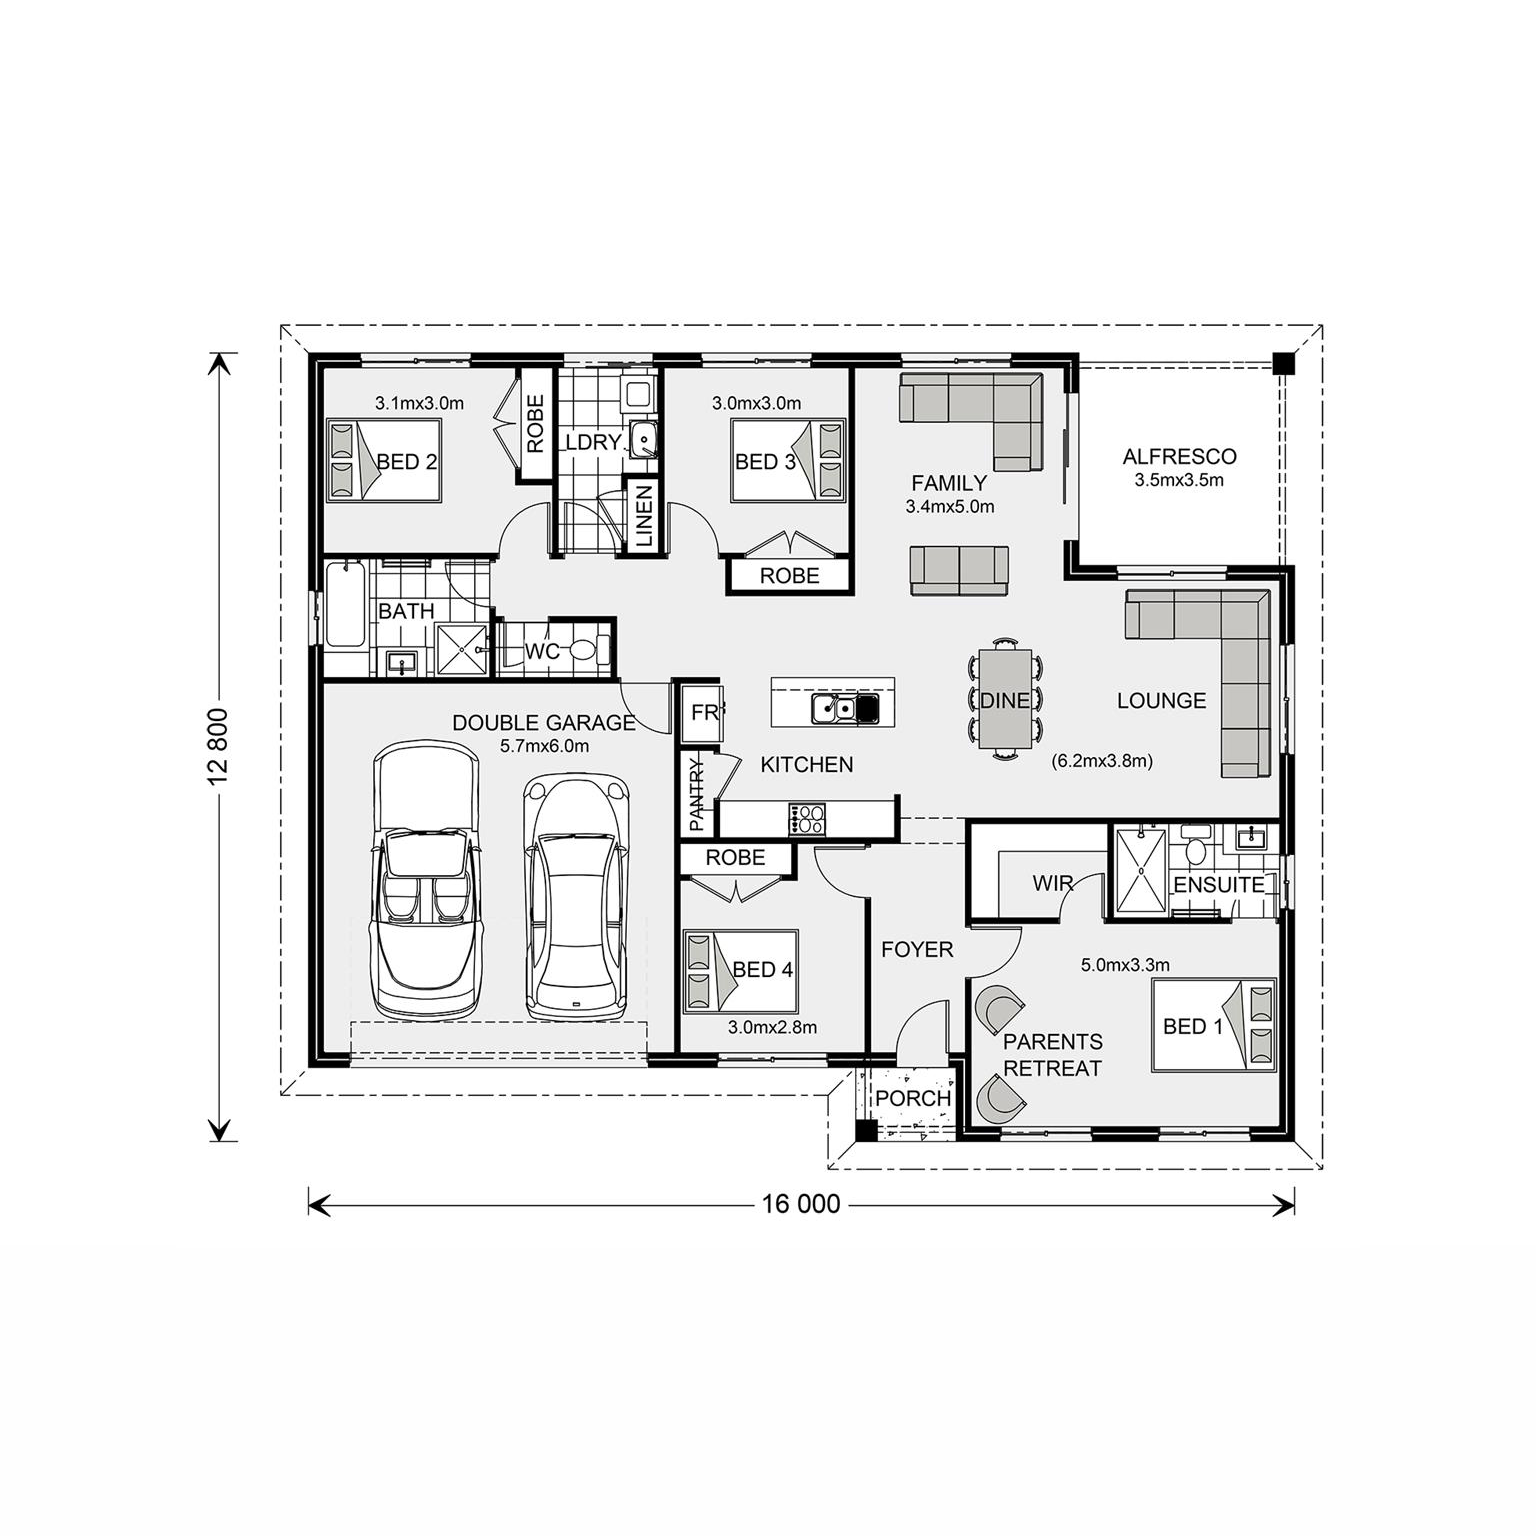 3.1mx3.0m
BED 2
ROBE
LDRY
LINEN
3.0mx3.0m
BED 3
ROBE
FAMILY
3.4mx5.0m
ALFRESCO
3.5mx3.5m
BATH
WC
DOUBLE GARAGE
5.7mx6.0m
FR
PANTRY
KITCHEN
DINE
LOUNGE
(6.2mx3.8m)
12 800
ROBE
BED 4
3.0mx2.8m
FOYER
WIR
ENSUITE
5.0mx3.3m
BED 1
PARENTS
RETREAT
PORCH
16 000